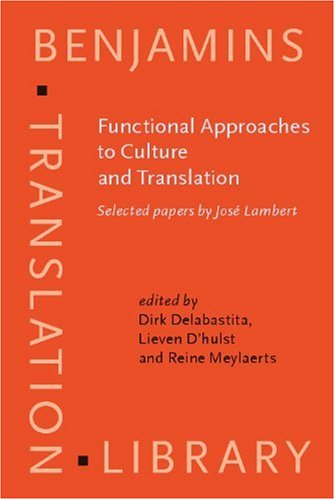 BENJAMINS
TRANSLATION
LIBRARY
Functional Approaches
to Culture
and Translation
Selected papers by José Lambert
edited by
Dirk Delabastita,
Lieven D'hulst
and Reine Meylaerts